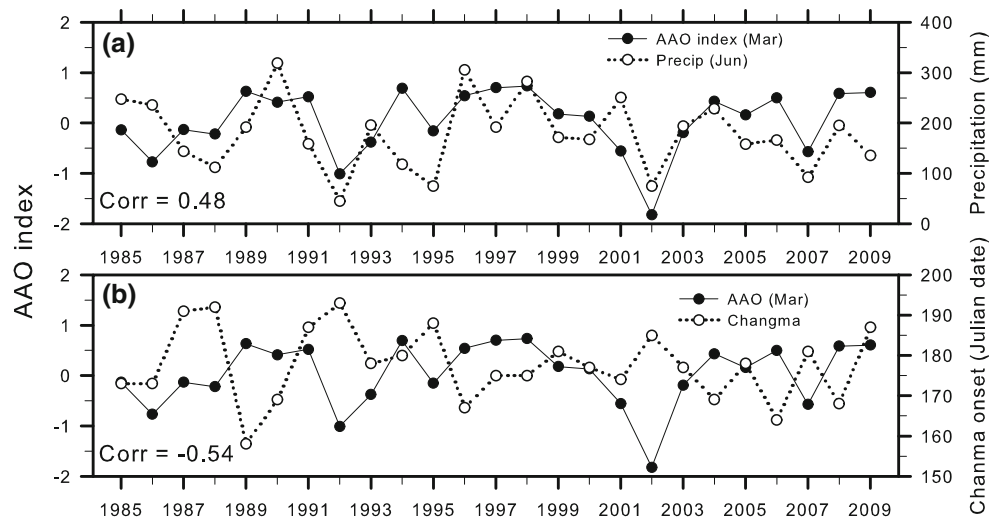 (a)
AAO index (Mar)
Precip (Jun)
Corr = 0.48
2
1
0
-1
-2
400
300
200
100
0
Precipitation (mm)
1985 1987 1989 1991 1993 1995 1997 1999 2001 2003 2005 2007 2009
AAO index
(b)
AAO (Mar)
Changma
Corr = -0.54
2
1
0
-1
-2
200
190
180
170
160
150
Chanma onset (Julian date)
1985 1987 1989 1991 1993 1995 1997 1999 2001 2003 2005 2007 2009